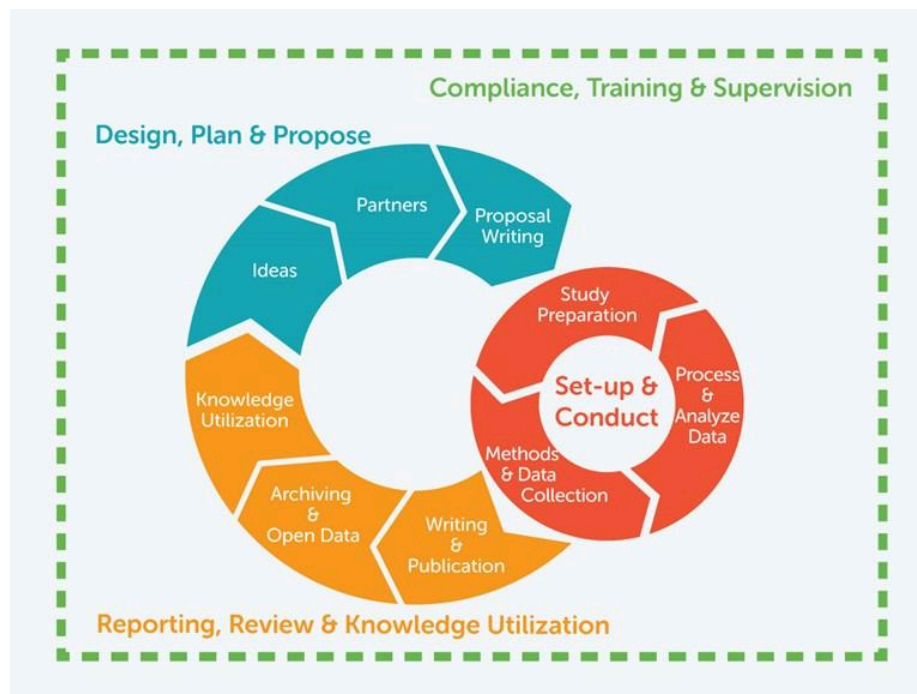 Compliance, Training & Supervision
Design, Plan & Propose
Partners
Proposal
Writing
Ideas
Study
Preparation
Set-up &
Conduct
Process
&
Analyze
Data
Knowledge
Utilization
Methods
& Data
Collection
Archiving
&
Open Data
Writing
&
Publication
Reporting, Review & Knowledge Utilization